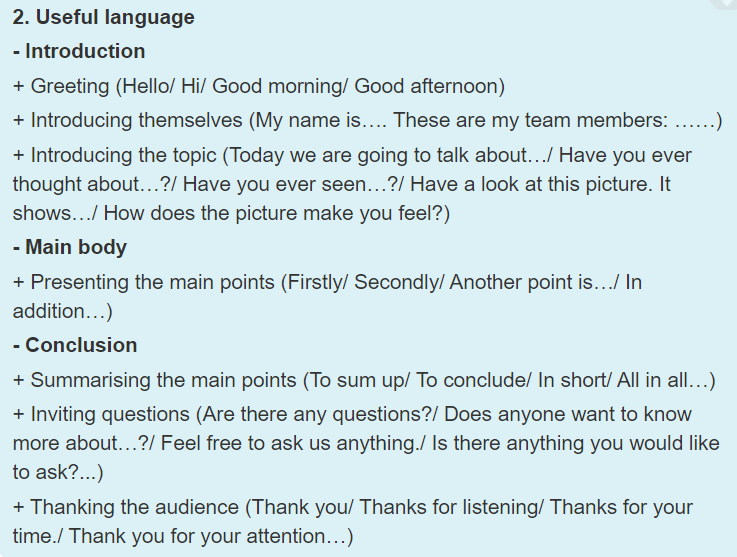 2. Useful language
- Introduction
+ Greeting (Hello/ Hi/ Good morning/ Good afternoon)
+ Introducing themselves (My name is…. These are my team members: ……)
+ Introducing the topic (Today we are going to talk about…/ Have you ever
thought about…?/ Have you ever seen…?/ Have a look at this picture. It
shows…/ How does the picture make you feel?)
- Main body
+ Presenting the main points (Firstly/ Secondly/ Another point is…/ In
addition…)
- Conclusion
+ Summarising the main points (To sum up/ To conclude/ In short/ All in all…)
+ Inviting questions (Are there any questions?/ Does anyone want to know
more about…?/ Feel free to ask us anything./ Is there anything you would like
to ask?...)
+ Thanking the audience (Thank you/ Thanks for listening/ Thanks for your
time./ Thank you for your attention…)